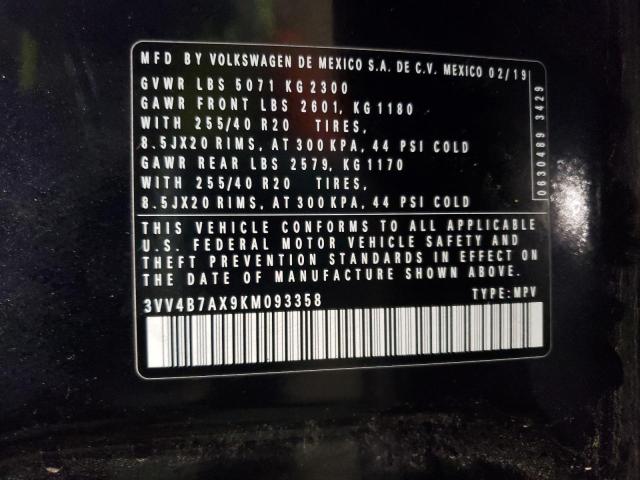 MFD BY VOLKSWAGEN DE MEXICO S.A. DE C.V. MEXICO 02/19
GVWR LBS 5071 KG 2300
GAWR FRONT LBS 2601, KG 1180
WITH 255/40 R20 TIRES,
8.5JX20 RIMS, AT 300 KPA, 44 PSI COLD
GAWR REAR LBS 2579, KG 1170
WITH 255/40 R20 TIRES,
8.5JX20 RIMS, AT 300 KPA, 44 PSI COLD
0630489 3429
THIS VEHICLE CONFORMS TO ALL APPLICABLE
U.S. FEDERAL MOTOR VEHICLE SAFETY AND
THEFT PREVENTION STANDARDS IN EFFECT ON
THE DATE OF MANUFACTURE SHOWN ABOVE.
3VV4B7AX9KM093358 TYPE: MPV